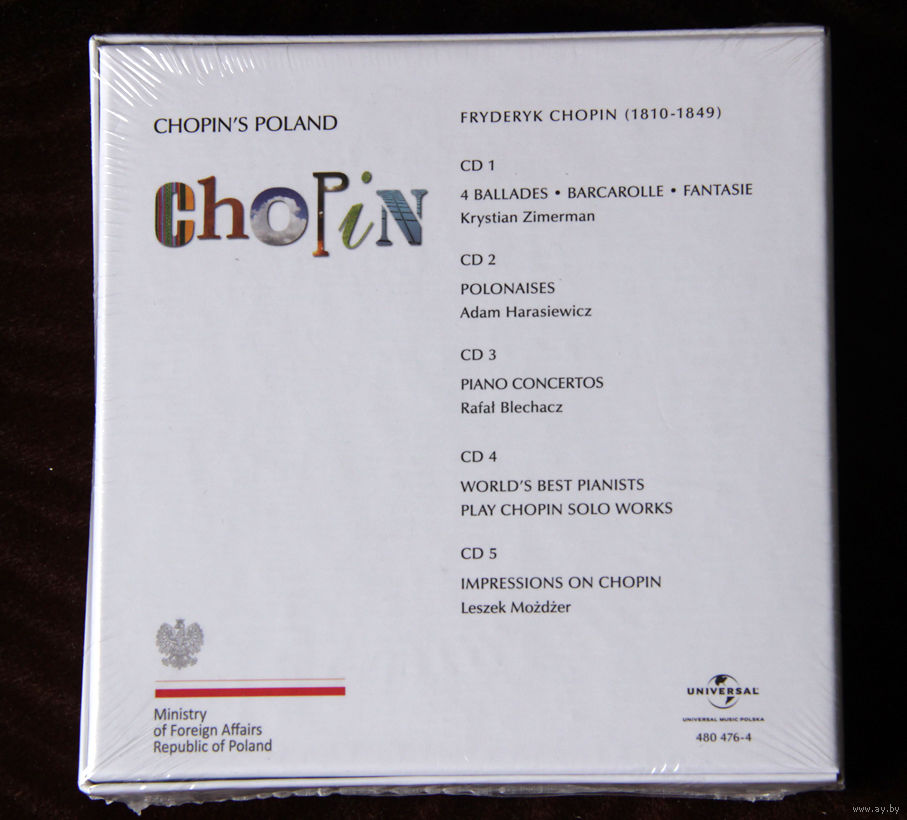 CHOPIN'S POLAND
Chopin
FRYDERYK CHOPIN (1810-1849)
CD 1
4 BALLADES • BARCAROLLE • FANTASIE
Krystian Zimerman
CD 2
POLONAISES
Adam Harasiewicz
CD 3
PIANO CONCERTOS
Rafał Blechacz
CD 4
WORLD'S BEST PIANISTS
PLAY CHOPIN SOLO WORKS
CD 5
IMPRESSIONS ON CHOPIN
Leszek Możdżer
Ministry
of Foreign Affairs
Republic of Poland
UNIVERSAL
UNIVERSAL MUSIC POLSKA
480 476-4
www.ay.by